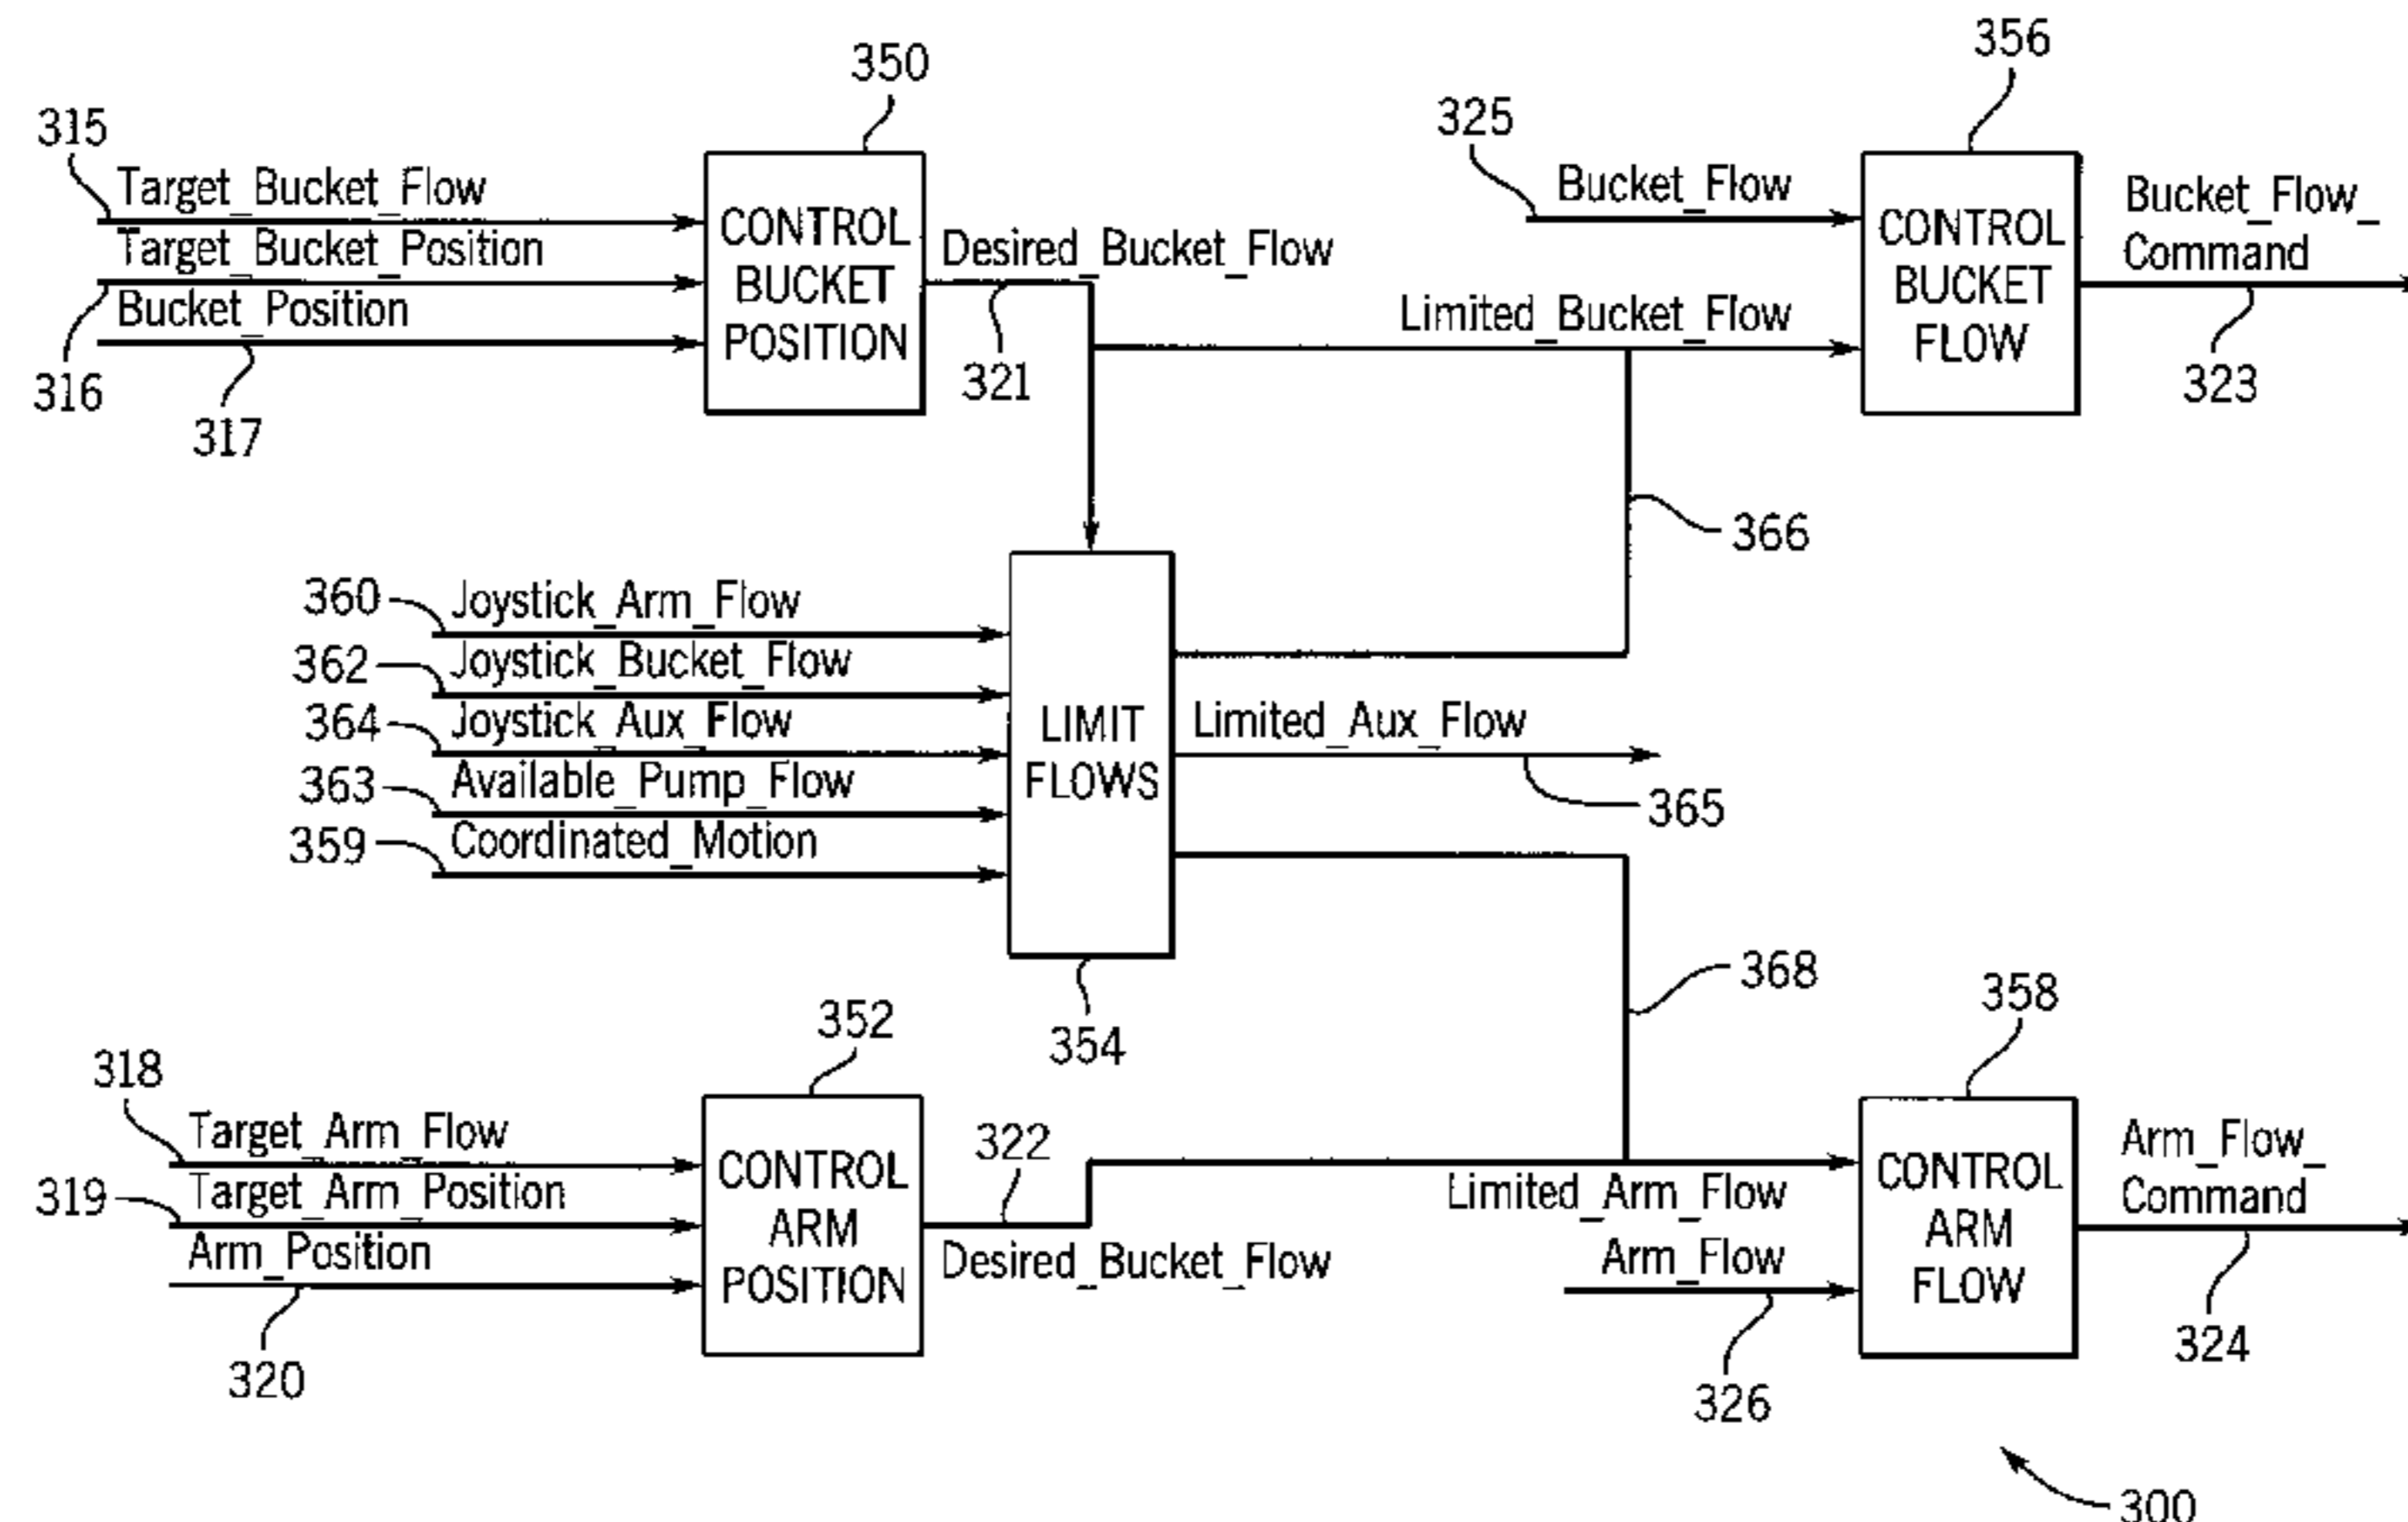 350
356
315
325
Target_Bucket_Flow
Target_Bucket_Position
Bucket_Position
316
317
CONTROL
BUCKET
POSITION
Desired_Bucket_Flow
321
Bucket_Flow
Limited_Bucket_Flow
CONTROL
BUCKET
FLOW
Bucket_Flow_
Command
323
366
360
Joystick_Arm_Flow
362
Joystick_Bucket_Flow
364
Joystick_Aux_Flow
363
Available_Pump_Flow
359
Coordinated_Motion
LIMIT
FLOWS
Limited_Aux_Flow
365
354
368
352
358
318
Target_Arm_Flow
319
Target_Arm_Position
Arm_Position
320
CONTROL
ARM
POSITION
322
Desired_Bucket_Flow
Limited_Arm_Flow
Arm_Flow
326
CONTROL
ARM
FLOW
Arm_Flow_
Command
324
300